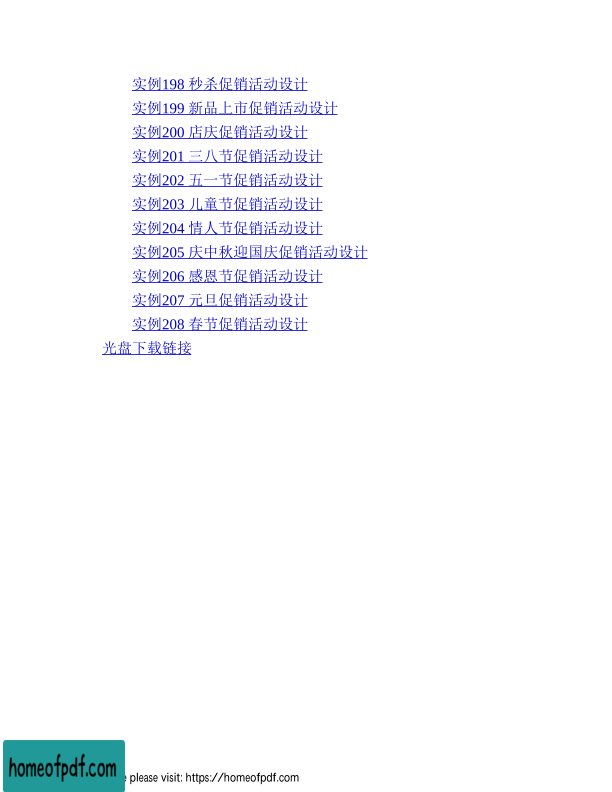 实例198 秒杀促销活动设计
实例199 新品上市促销活动设计
实例200 店庆促销活动设计
实例201 三八节促销活动设计
实例202 五一节促销活动设计
实例203 儿童节促销活动设计
实例204 情人节促销活动设计
实例205 庆中秋迎国庆促销活动设计
实例206 感恩节促销活动设计
实例207 元旦促销活动设计
实例208 春节促销活动设计
光盘下载链接
homeofpdf.com
please visit: https://homeofpdf.com